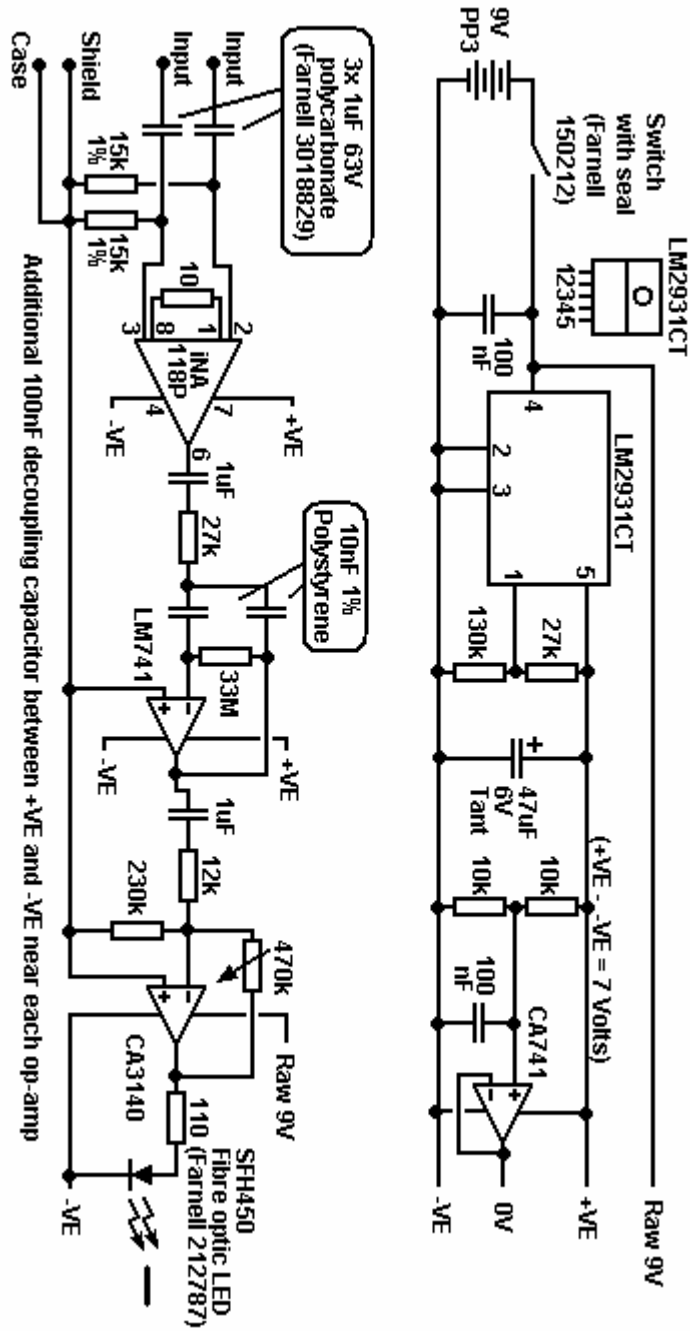 9V
PP3
Switch
with seal
(Farnell
150212)
LM2931CT
12345
100
nF
LM2931CT
4
2
3
1
5
130k
27k
47uF
6V
Tant
+
(+VE - -VE = 7 Volts)
10k
10k
100
nF
CA741
+
-
Raw 9V
+VE
0V
-VE
3x 1uF 63V
polycarbonate
(Farnell 3018829)
Input
Input
Shield
Case
15k
1%
15k
1%
10
2
1
8
3
iNA
118P
7
4
6
+VE
-VE
1uF
27k
10nF 1%
Polystyrene
33M
LM741
-
+
+VE
-VE
1uF
12k
230k
470k
-
+
CA3140
Raw 9V
110
SFH450
Fibre optic LED
(Farnell 212787)
-VE
Additional 100nF decoupling capacitor between +VE and -VE near each op-amp